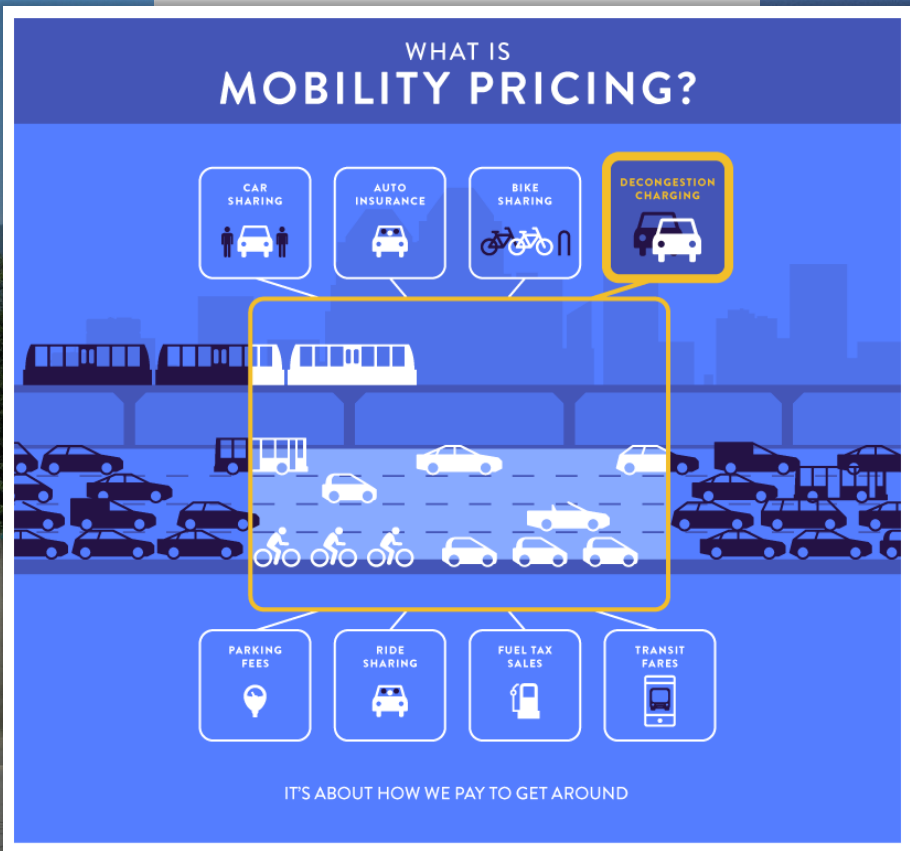 WHAT IS
MOBILITY PRICING?
CAR
SHARING
AUTO
INSURANCE
BIKE
SHARING
DECONGESTION
CHARGING
PARKING
FEES
RIDE
SHARING
FUEL TAX
SALES
TRANSIT
FARES
IT'S ABOUT HOW WE PAY TO GET AROUND